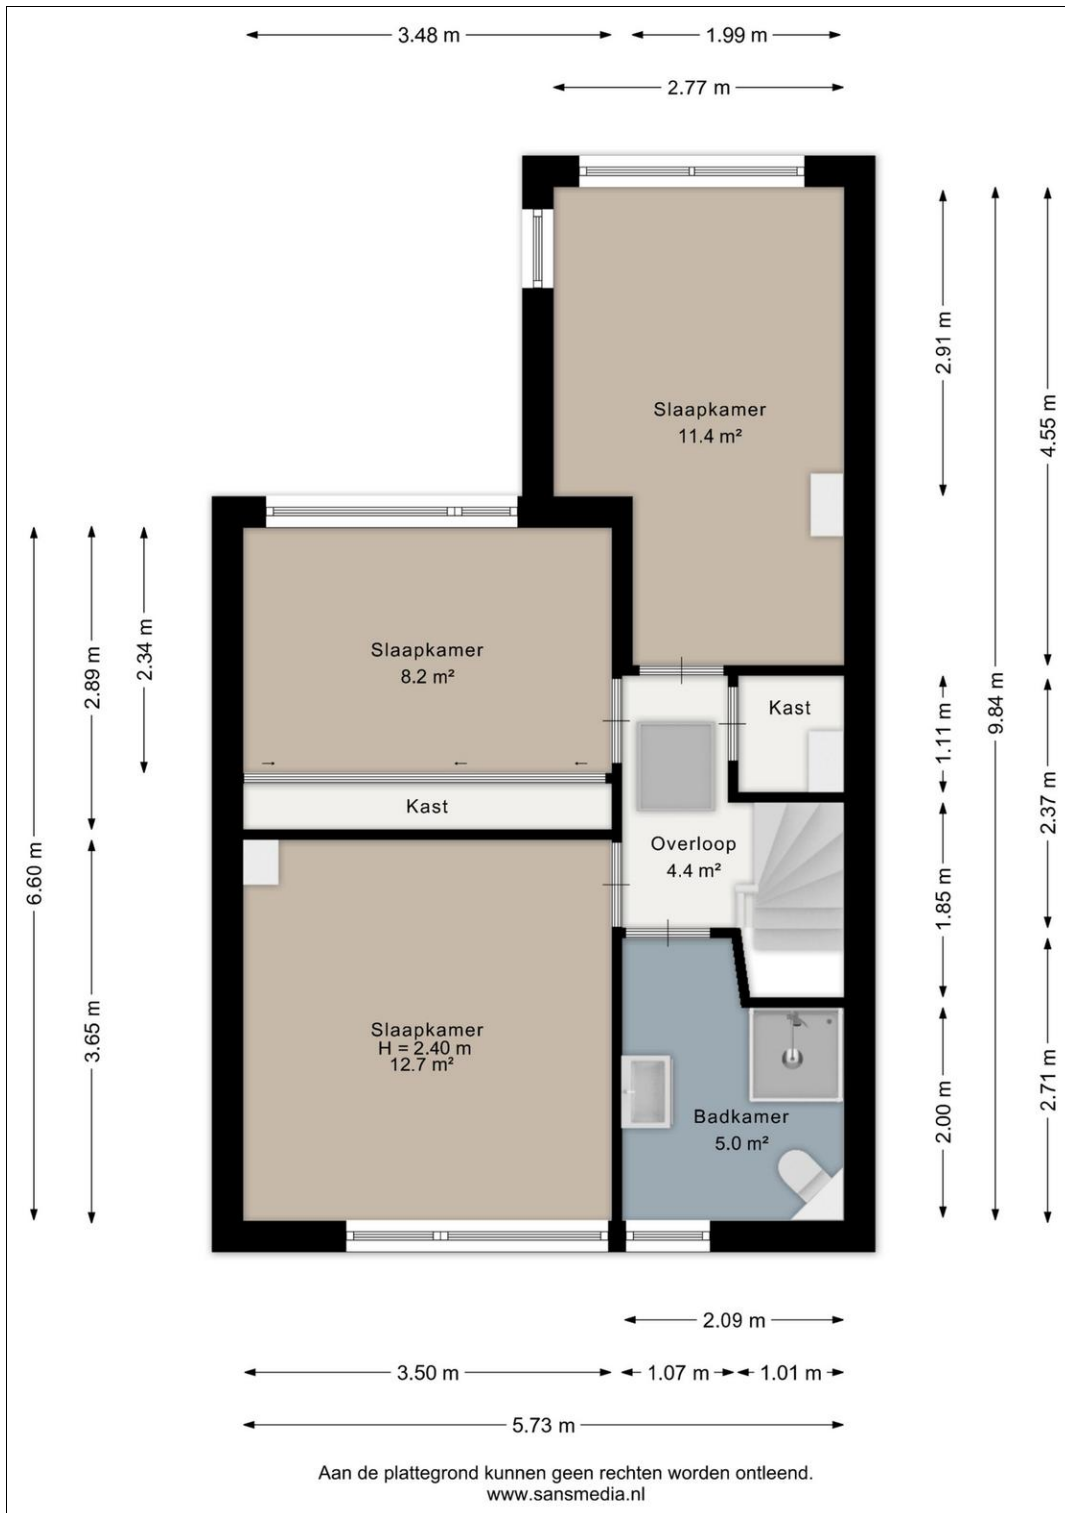 3.48 m
1.99 m
2.77 m
2.91 m
4.55 m
Slaapkamer
11.4 m²
2.34 m
2.89 m
Slaapkamer
8.2 m²
9.84 m
Kast
1.11 m
2.37 m
Kast
6.60 m
Overloop
4.4 m²
1.85 m
3.65 m
Slaapkamer
H = 2.40 m
12.7 m²
2.71 m
2.00 m
Badkamer
5.0 m²
2.09 m
3.50 m
1.07 m
1.01 m
5.73 m
Aan de plattegrond kunnen geen rechten worden ontleend.
www.sansmedia.nl